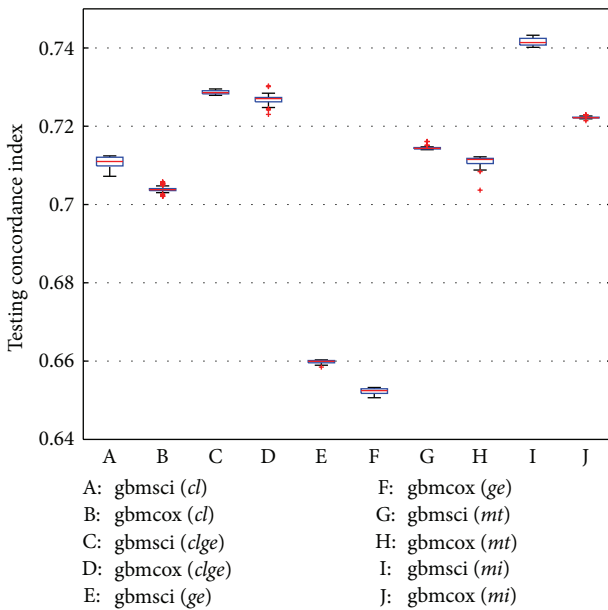 0.74
0.72
0.7
0.68
0.66
0.64
Testing concordance index
A B C D E F G H I J
A: gbmsci (cl)
B: gbmcox (cl)
C: gbmsci (clge)
D: gbmcox (clge)
E: gbmsci (ge)
F: gbmcox (ge)
G: gbmsci (mt)
H: gbmcox (mt)
I: gbmsci (mi)
J: gbmcox (mi)